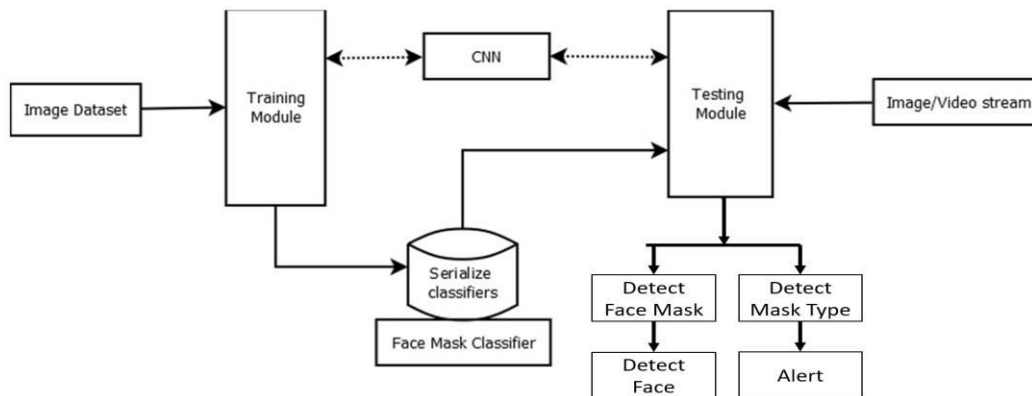 CNN
Image Dataset
Training
Module
Testing
Module
Image/Video stream
Serialize
classifiers
Face Mask Classifier
Detect
Face Mask
Detect
Mask Type
Detect
Face
Alert